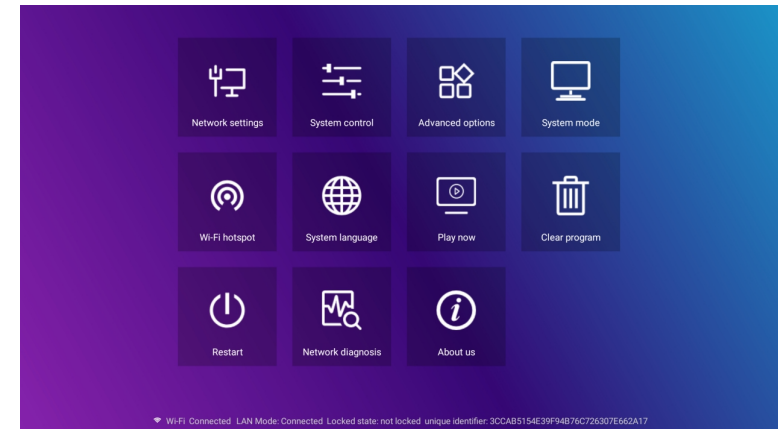 Network settings
System control
Advanced options
System mode
Wi-Fi hotspot
System language
Play now
Clear program
Restart
Network diagnosis
About us
Wi-Fi Connected LAN Mode: Connected Locked state: not locked unique identifier: 3CCAB5154E39F94B76C726307E662A17